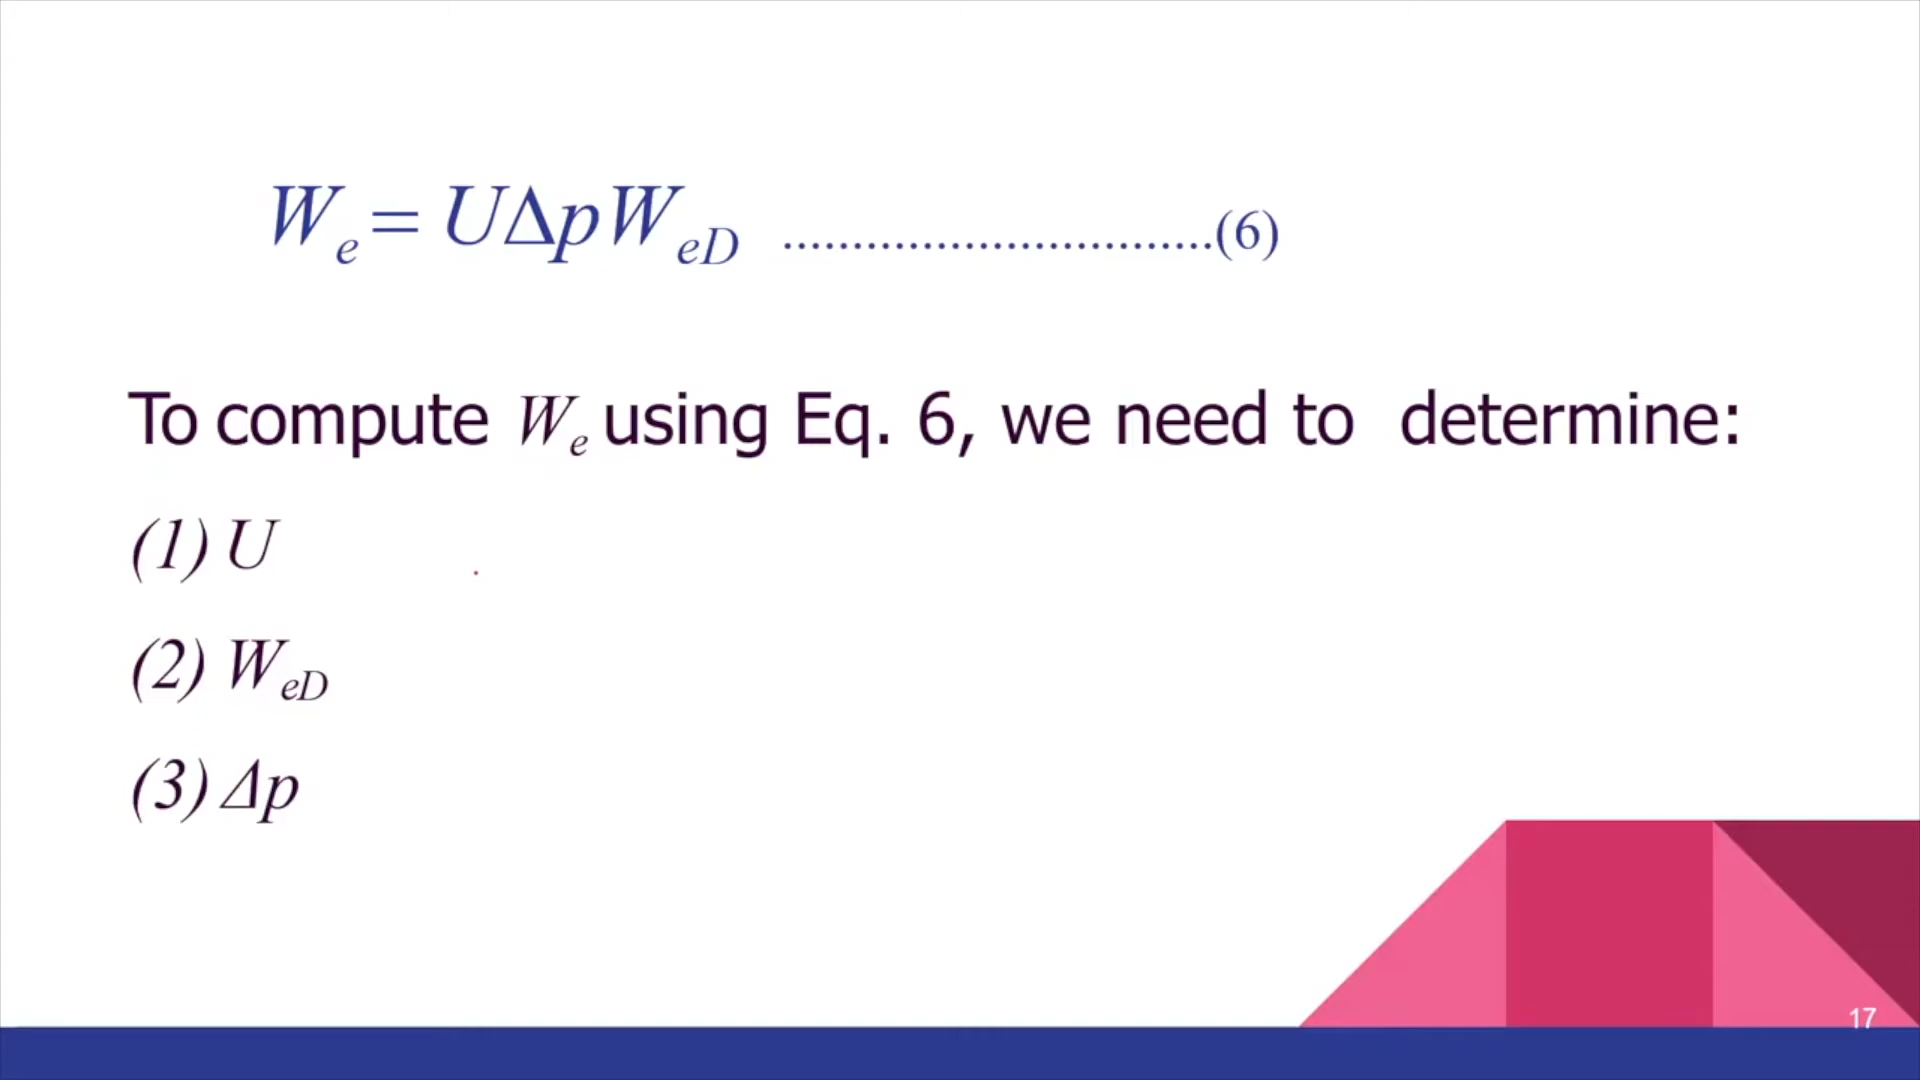 We = UΔpWeD ...............................(6)
To compute We using Eq. 6, we need to determine:
(1) U
(2) WeD
(3) Δp
17